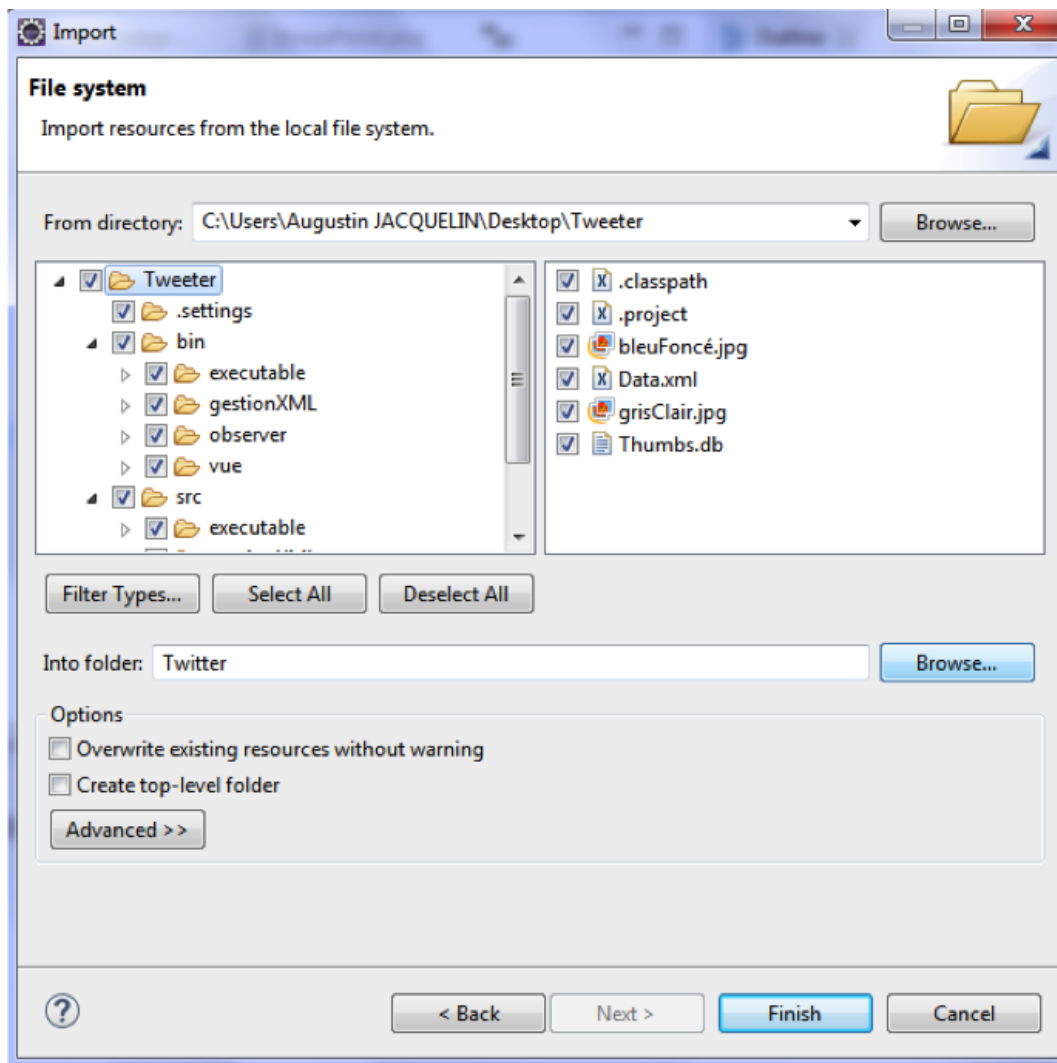 Import
File system
Import resources from the local file system.
From directory: C:\Users\Augustin JACQUELIN\Desktop\Tweeter Browse...
Tweeter
.settings
bin
executable
gestionXML
observer
vue
src
executable
.classpath
.project
bleuFoncé.jpg
Data.xml
grisClair.jpg
Thumbs.db
Filter Types... Select All Deselect All
Into folder: Twitter Browse...
Options
Overwrite existing resources without warning
Create top-level folder
Advanced >>
? < Back Next > Finish Cancel